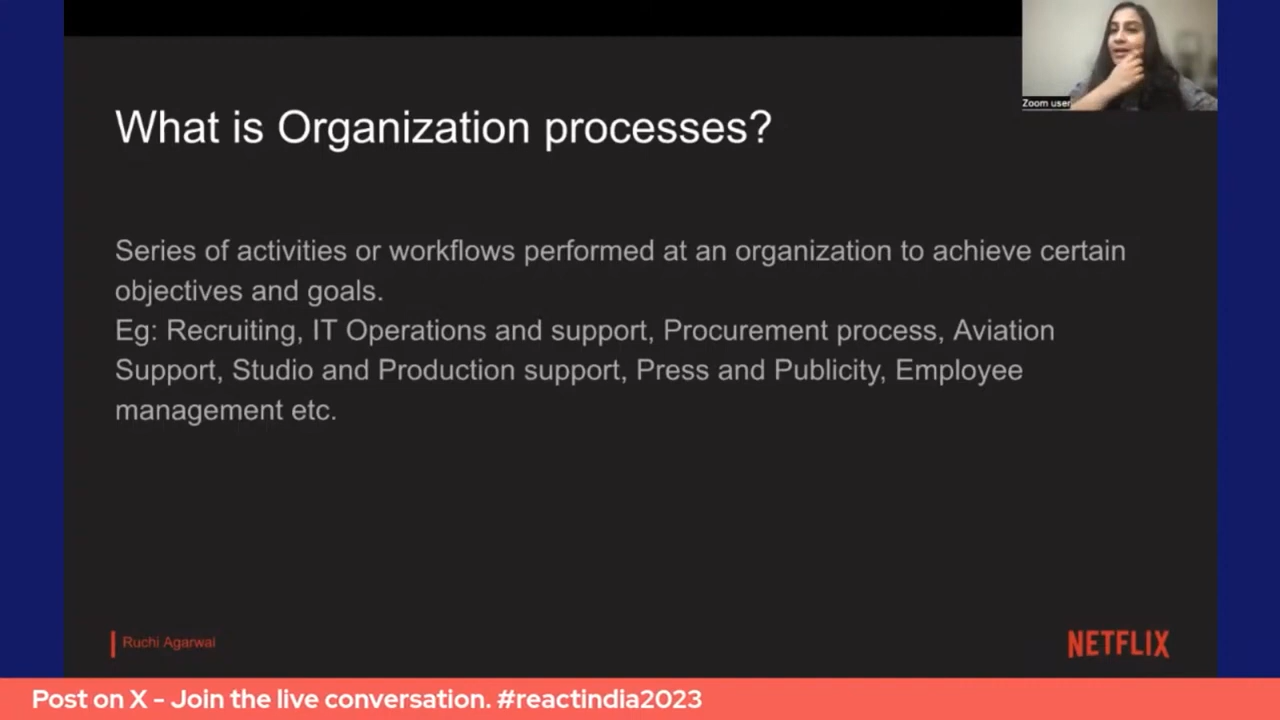 Zoom user
What is Organization processes?
Series of activities or workflows performed at an organization to achieve certain
objectives and goals.
Eg: Recruiting, IT Operations and support, Procurement process, Aviation
Support, Studio and Production support, Press and Publicity, Employee
management etc.
Ruchi Agarwal
NETFLIX
Post on X - Join the live conversation. #reactindia2023